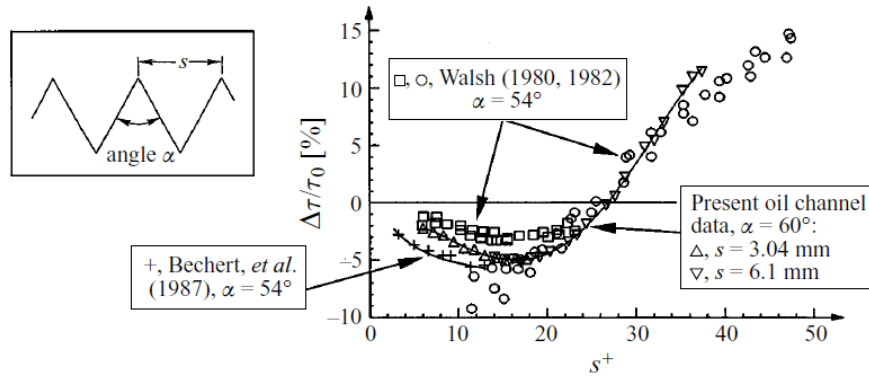 s
angle α
15
10
5
0
−5
−10
Δτ/τ0 [%]
□, ○, Walsh (1980, 1982)
α = 54°
Present oil channel
data, α = 60°:
△, s = 3.04 mm
▽, s = 6.1 mm
+, Bechert, et al.
(1987), α = 54°
0 10 20 30 40 50
s+